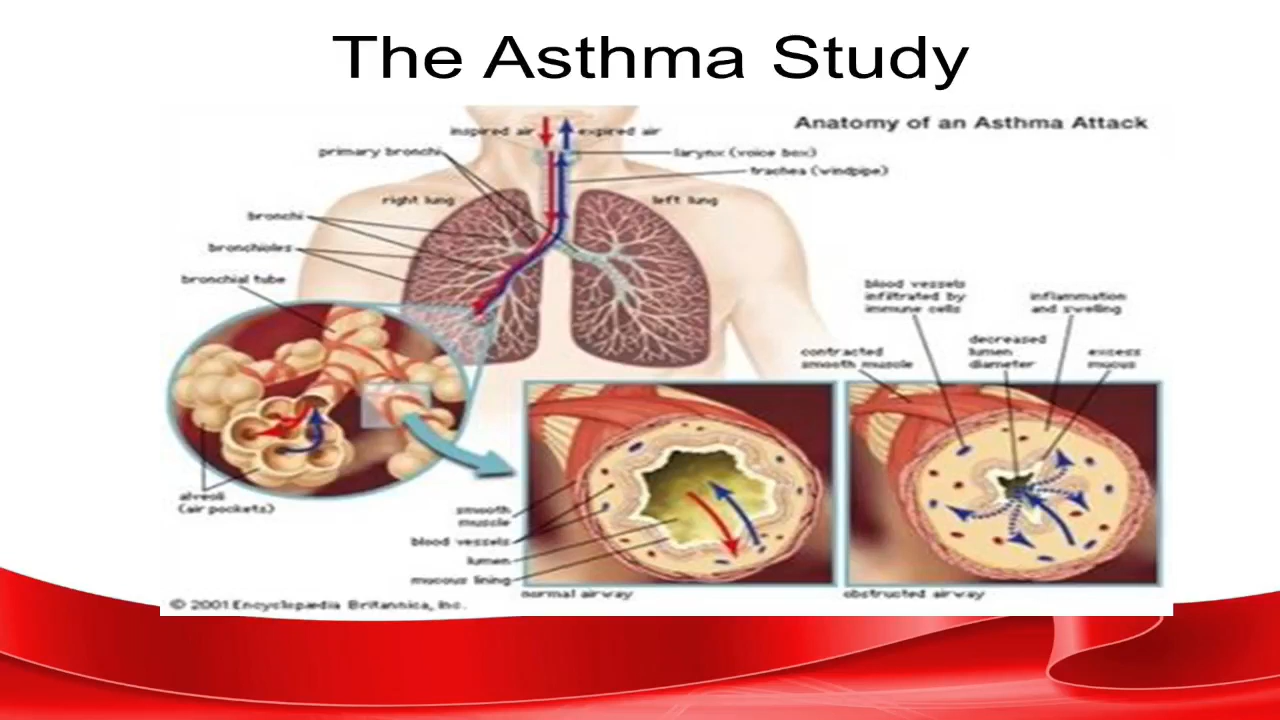 The Asthma Study
Anatomy of an Asthma Attack
inspired air
expired air
primary bronchi
larynx (voice box)
trachea (windpipe)
right lung
left lung
bronchi
bronchioles
bronchial tube
blood vessels
infiltrated by
immune cells
inflammation
and swelling
decreased
lumen
diameter
excess
mucus
contracted
smooth muscle
alveoli
(air pockets)
smooth
muscle
blood vessels
lumen
mucous lining
normal airway
obstructed airway
© 2001 Encyclopædia Britannica, Inc.